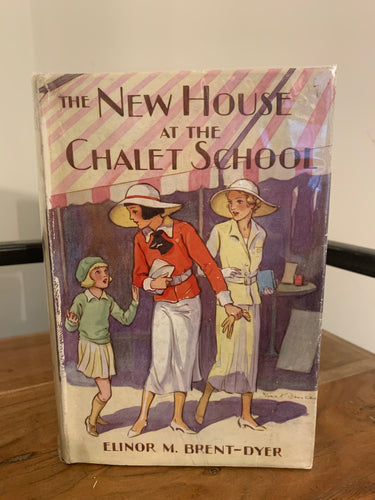 THE NEW HOUSE
AT THE
CHALET SCHOOL
ELINOR M. BRENT-DYER